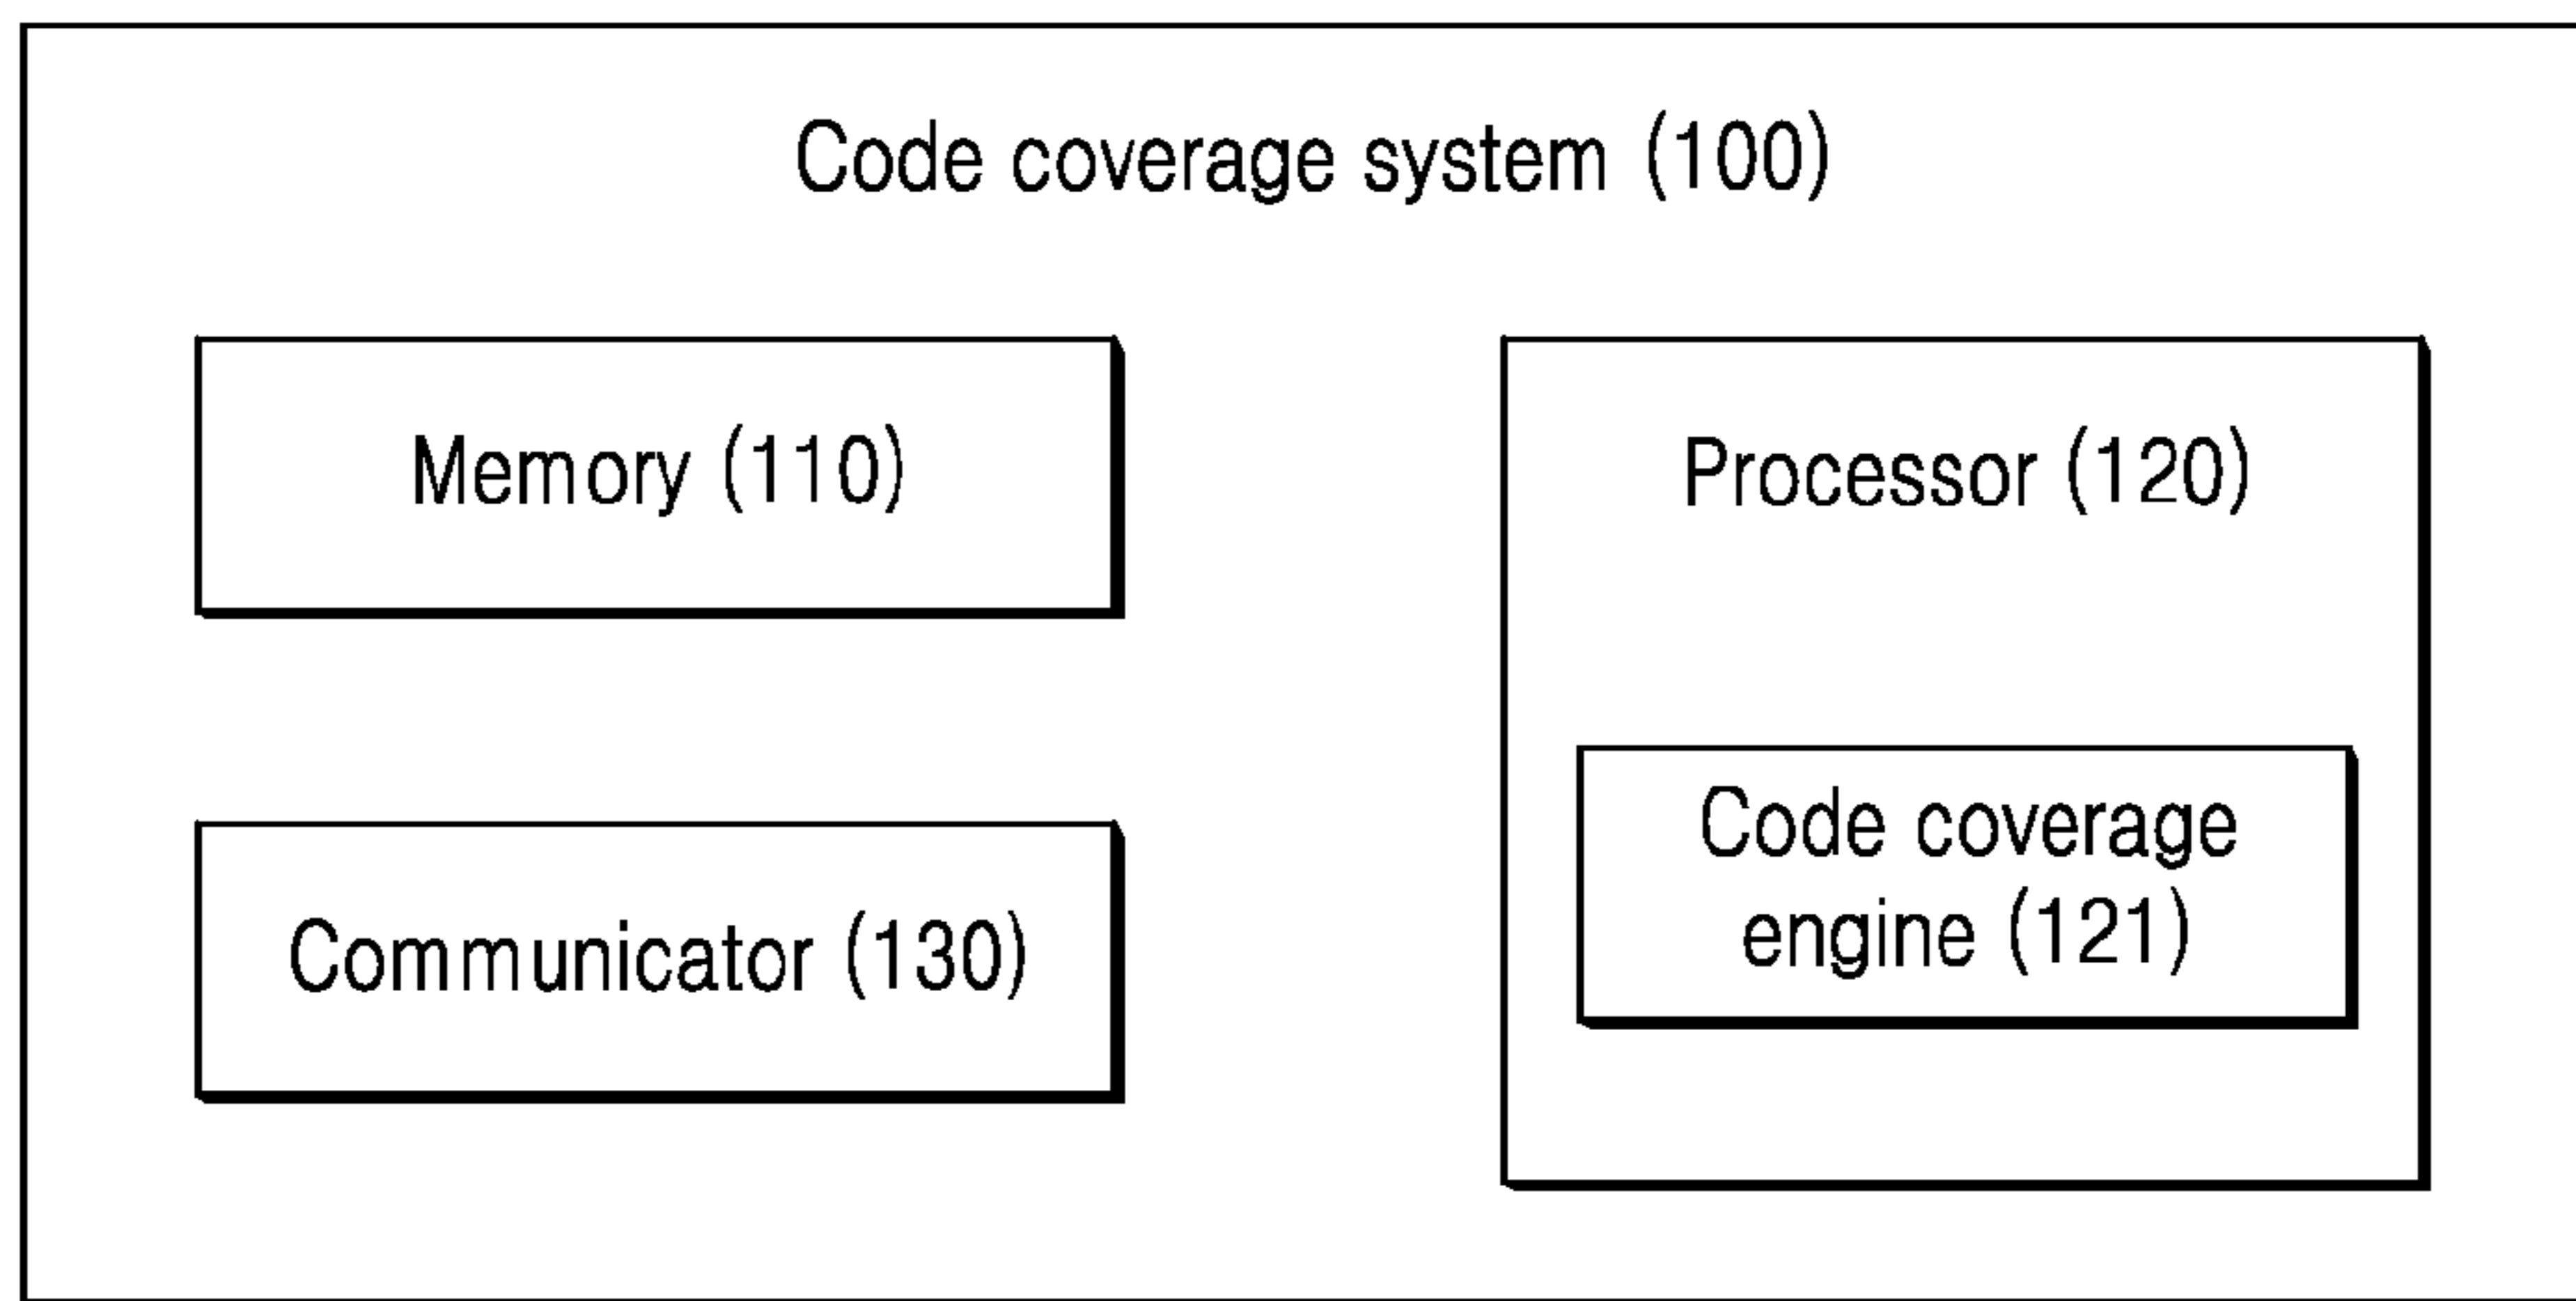 Code coverage system (100)
Memory (110)
Processor (120)
Communicator (130)
Code coverage
engine (121)